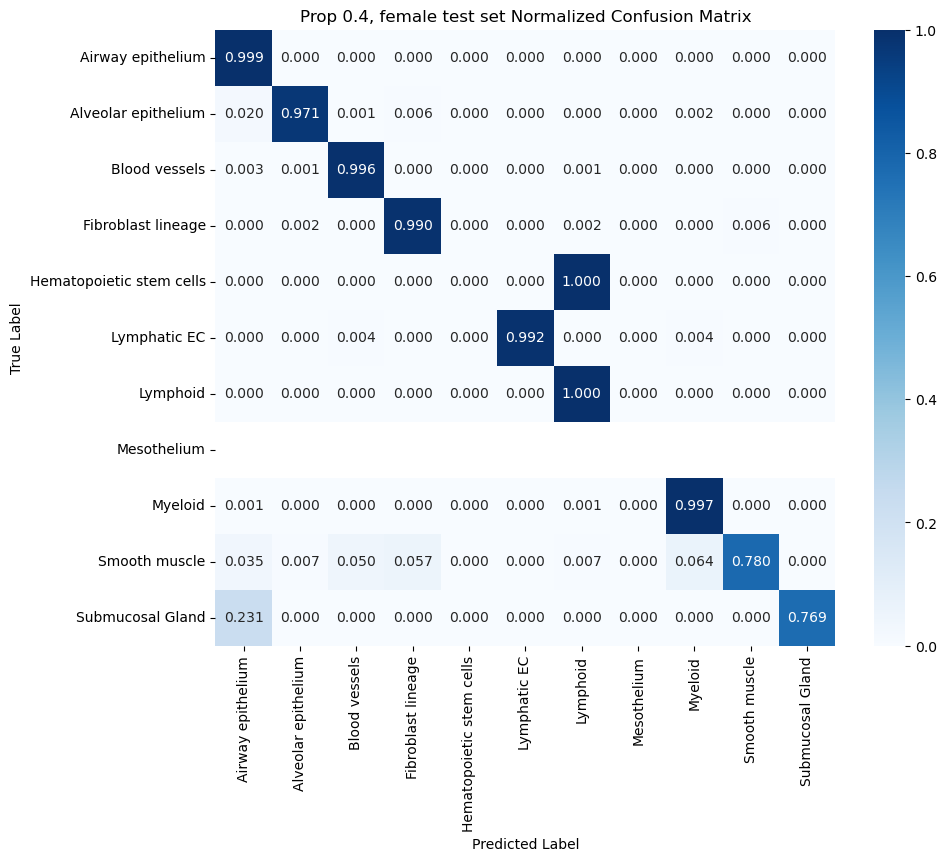 Prop 0.4, female test set Normalized Confusion Matrix
True Label
Airway epithelium 0.999 0.000 0.000 0.000 0.000 0.000 0.000 0.000 0.000 0.000 0.000
Alveolar epithelium 0.020 0.971 0.001 0.006 0.000 0.000 0.000 0.000 0.002 0.000 0.000
Blood vessels 0.003 0.001 0.996 0.000 0.000 0.000 0.001 0.000 0.000 0.000 0.000
Fibroblast lineage 0.000 0.002 0.000 0.990 0.000 0.000 0.002 0.000 0.000 0.006 0.000
Hematopoietic stem cells 0.000 0.000 0.000 0.000 0.000 0.000 1.000 0.000 0.000 0.000 0.000
Lymphatic EC 0.000 0.000 0.004 0.000 0.000 0.992 0.000 0.000 0.004 0.000 0.000
Lymphoid 0.000 0.000 0.000 0.000 0.000 0.000 1.000 0.000 0.000 0.000 0.000
Mesothelium
Myeloid 0.001 0.000 0.000 0.000 0.000 0.000 0.001 0.000 0.997 0.000 0.000
Smooth muscle 0.035 0.007 0.050 0.057 0.000 0.000 0.007 0.000 0.064 0.780 0.000
Submucosal Gland 0.231 0.000 0.000 0.000 0.000 0.000 0.000 0.000 0.000 0.000 0.769
Airway epithelium
Alveolar epithelium
Blood vessels
Fibroblast lineage
Hematopoietic stem cells
Lymphatic EC
Lymphoid
Mesothelium
Myeloid
Smooth muscle
Submucosal Gland
Predicted Label
1.0
0.8
0.6
0.4
0.2
0.0